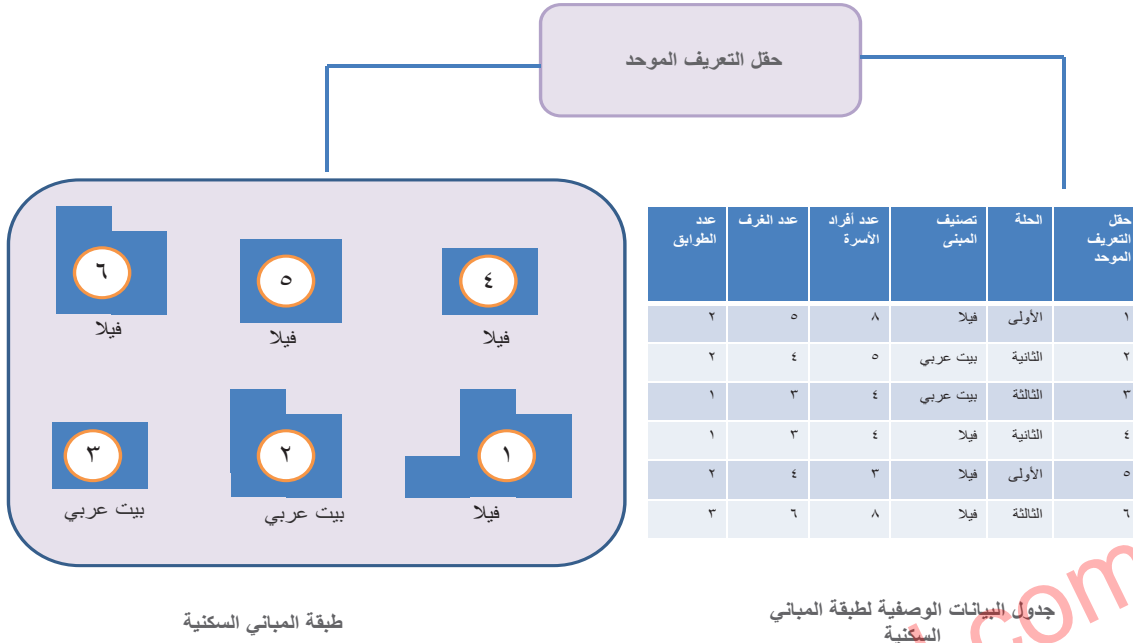 حقل التعريف الموحد
حقل التعريف الموحد | الحلة | تصنيف المبنى | عدد أفراد الأسرة | عدد الغرف | عدد الطوابق
١ | الأولى | فيلا | ٨ | ٥ | ٢
٢ | الثانية | بيت عربي | ٥ | ٤ | ٢
٣ | الثالثة | بيت عربي | ٤ | ٣ | ١
٤ | الثانية | فيلا | ٤ | ٣ | ١
٥ | الأولى | فيلا | ٣ | ٤ | ٢
٦ | الثالثة | فيلا | ٨ | ٦ | ٣
جدول البيانات الوصفية لطبقة المباني
السكنية
٤ ٥ ٦
فيلا فيلا فيلا
١ ٢ ٣
فيلا بيت عربي بيت عربي
طبقة المباني السكنية
.com